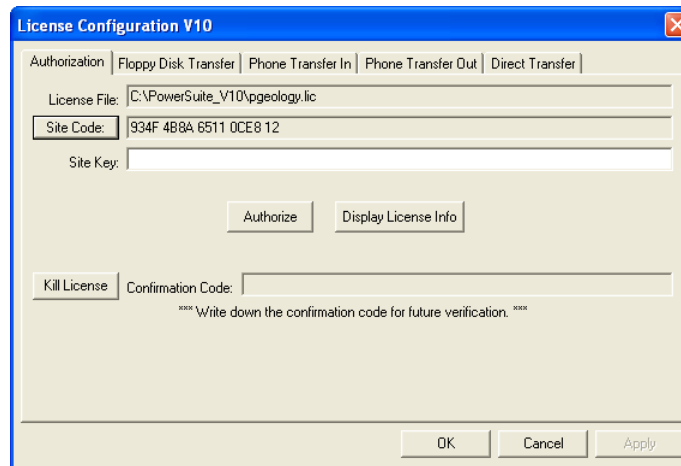 License Configuration V10
Authorization Floppy Disk Transfer Phone Transfer In Phone Transfer Out Direct Transfer
License File: C:\PowerSuite_V10\pgeology.lic
Site Code: 934F 4B8A 6511 0CE8 12
Site Key:
Authorize Display License Info
Kill License Confirmation Code:
*** Write down the confirmation code for future verification. ***
OK Cancel Apply